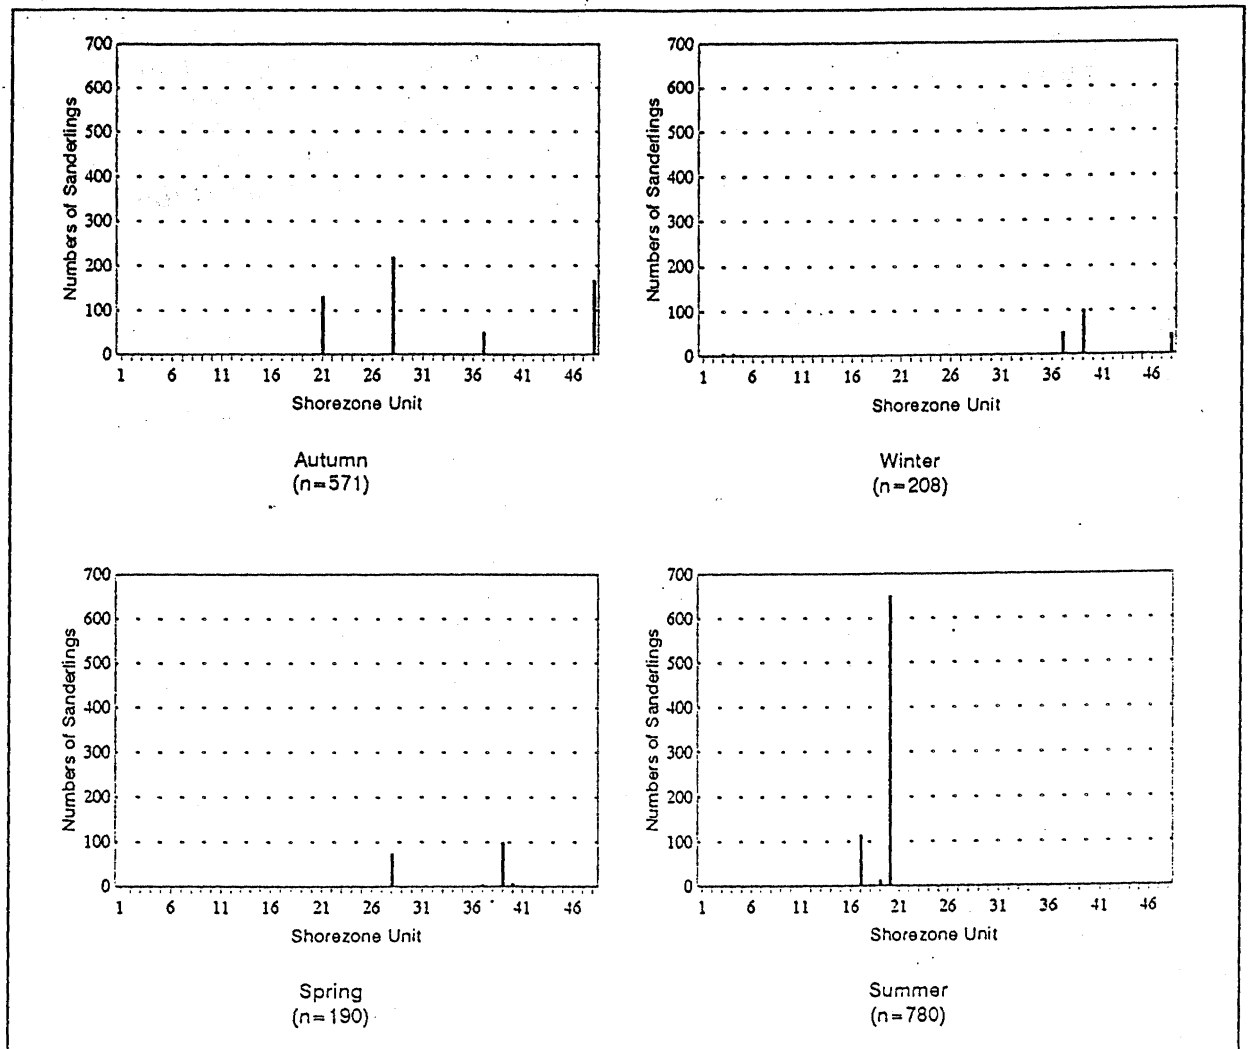 700
600
500
400
300
200
100
0
Numbers of Sanderlings
1 6 11 16 21 26 31 36 41 46
Shorezone Unit
Autumn
(n=571)
700
600
500
400
300
200
100
0
Numbers of Sanderlings
1 6 11 16 21 26 31 36 41 46
Shorezone Unit
Winter
(n=208)
700
600
500
400
300
200
100
0
Numbers of Sanderlings
1 6 11 16 21 26 31 36 41 46
Shorezone Unit
Spring
(n=190)
700
600
500
400
300
200
100
0
Numbers of Sanderlings
1 6 11 16 21 26 31 36 41 46
Shorezone Unit
Summer
(n=780)